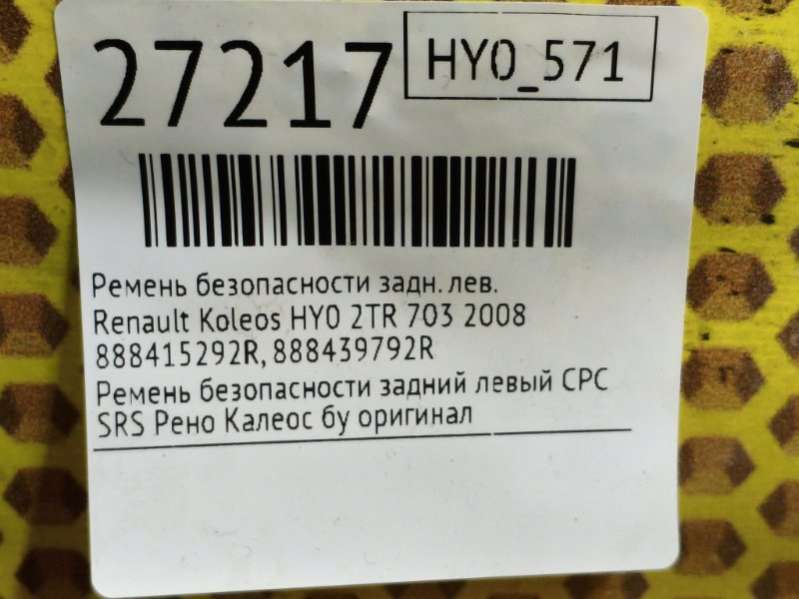 27217
HY0_571
Ремень безопасности задн. лев.
Renault Koleos HY0 2TR 703 2008
888415292R, 888439792R
Ремень безопасности задний левый СРС
SRS Рено Калеос бу оригинал